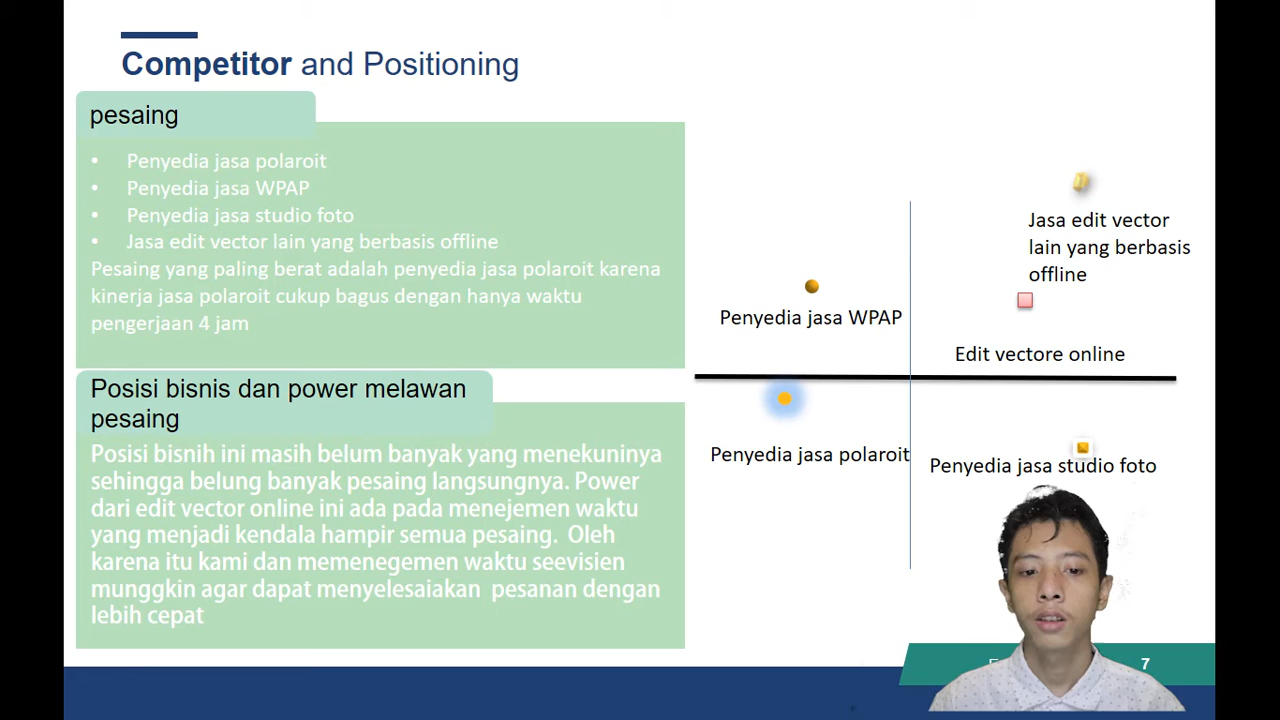 Competitor and Positioning
pesaing
• Penyedia jasa polaroit
• Penyedia jasa WPAP
• Penyedia jasa studio foto
• Jasa edit vector lain yang berbasis offline
Pesaing yang paling berat adalah penyedia jasa polaroit karena
kinerja jasa polaroit cukup bagus dengan hanya waktu
pengerjaan 4 jam
Posisi bisnis dan power melawan
pesaing
Posisi bisnih ini masih belum banyak yang menekuninya
sehingga belung banyak pesaing langsungnya. Power
dari edit vector online ini ada pada menejemen waktu
yang menjadi kendala hampir semua pesaing. Oleh
karena itu kami dan memenegemen waktu seevisien
munggkin agar dapat menyelesaiakan pesanan dengan
lebih cepat
Jasa edit vector
lain yang berbasis
offline
Penyedia jasa WPAP
Edit vectore online
Penyedia jasa polaroit
Penyedia jasa studio foto
7